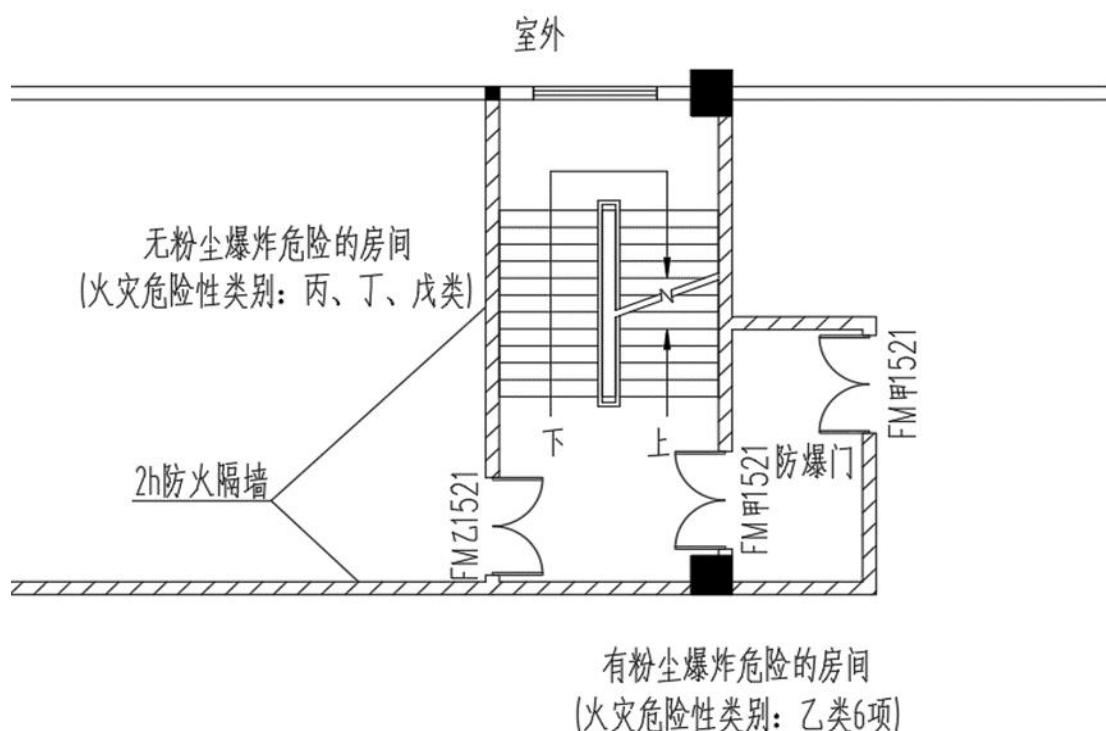 室外
无粉尘爆炸危险的房间
(火灾危险性类别：丙、丁、戊类)
FM甲1521
下
上
防爆门
2h防火隔墙
FM乙1521
FM甲1521
有粉尘爆炸危险的房间
(火灾危险性类别：乙类6项)